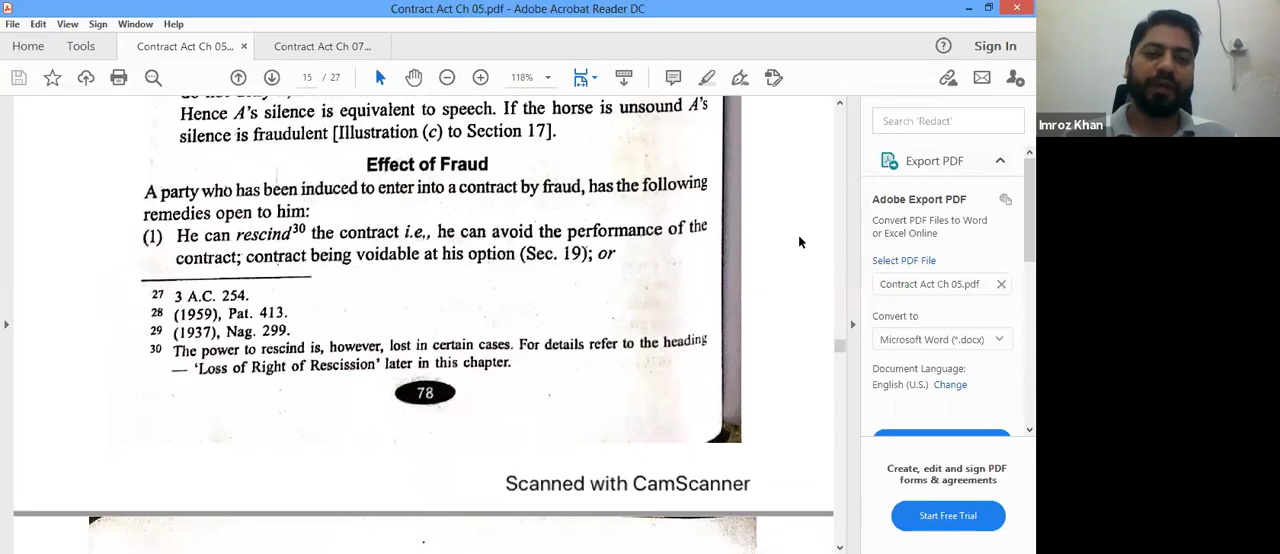 Contract Act Ch 05.pdf - Adobe Acrobat Reader DC
File Edit View Sign Window Help
Home Tools Contract Act Ch 05... × Contract Act Ch 07... Sign In
15 / 27 118%
Hence A's silence is equivalent to speech. If the horse is unsound A's
silence is fraudulent [Illustration (c) to Section 17].
Effect of Fraud
A party who has been induced to enter into a contract by fraud, has the following
remedies open to him:
(1) He can rescind30 the contract i.e,, he can avoid the performance of the
contract; contract being voidable at his option (Sec. 19); or
27 3 A.C. 254.
28 (1959), Pat. 413.
29 (1937), Nag. 299.
30 The power to rescind is, however, lost in certain cases. For details refer to the heading
— 'Loss of Right of Rescission' later in this chapter.
78
Scanned with CamScanner
Search 'Redact'
Export PDF
Adobe Export PDF
Convert PDF Files to Word
or Excel Online
Select PDF File
Contract Act Ch 05.pdf
Convert to
Microsoft Word (*.docx)
Document Language:
English (U.S.) Change
Create, edit and sign PDF
forms & agreements
Start Free Trial
Imroz Khan